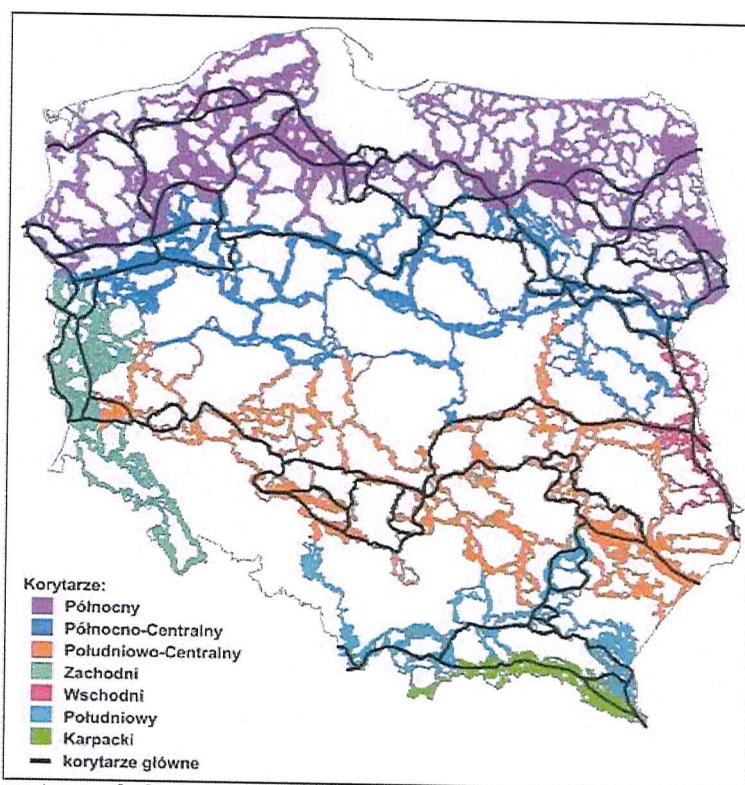 Korytarze:
Północny
Północno-Centralny
Południowo-Centralny
Zachodni
Wschodni
Południowy
Karpacki
korytarze główne